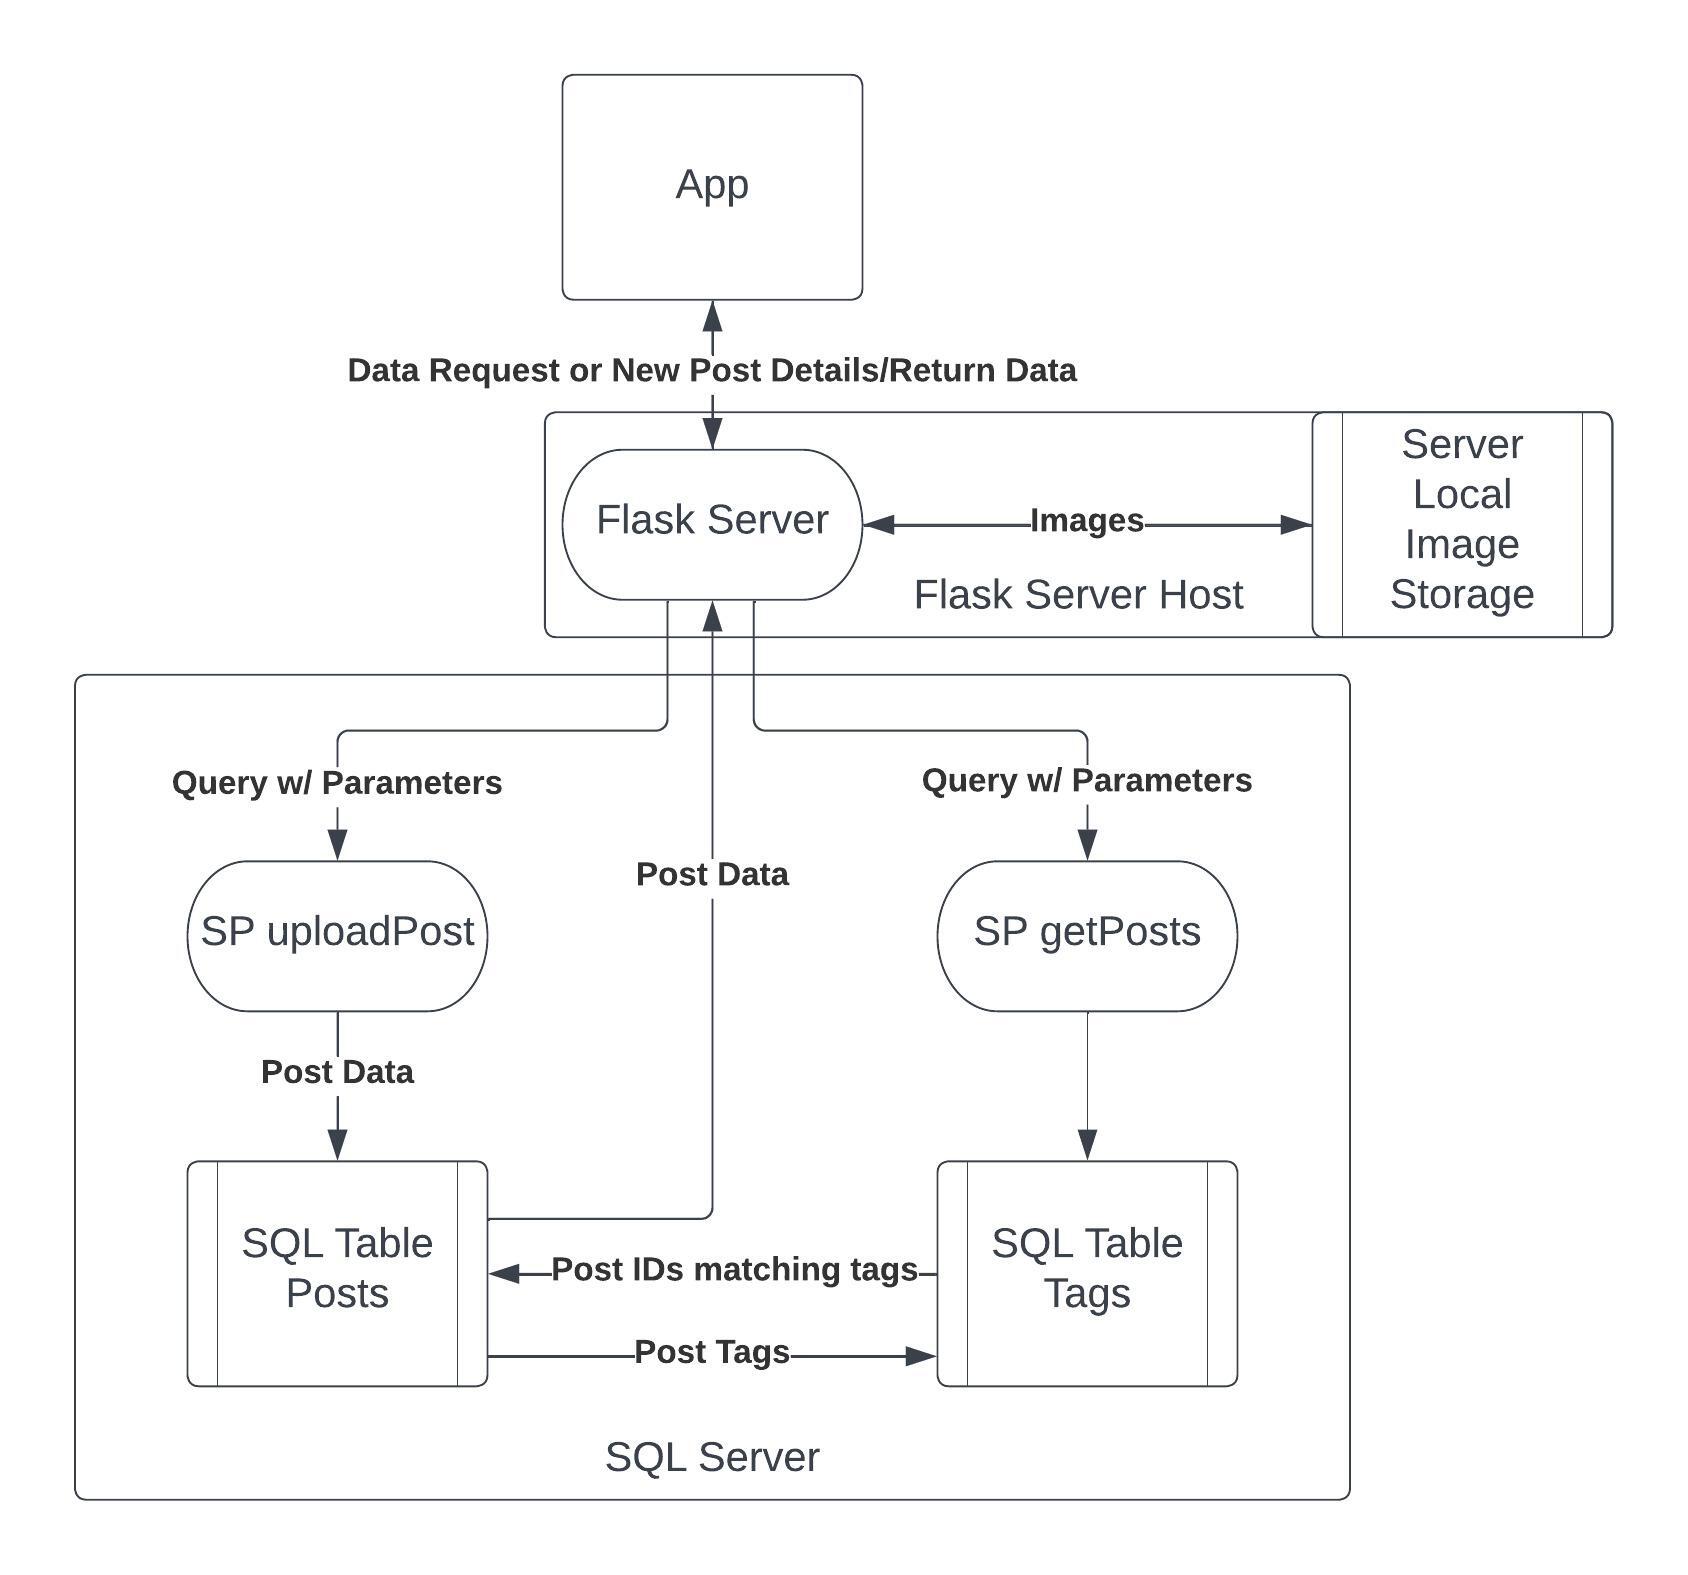 App
Data Request or New Post Details/Return Data
Flask Server
Images
Flask Server Host
Server
Local
Image
Storage
Query w/ Parameters
Query w/ Parameters
Post Data
SP uploadPost
SP getPosts
Post Data
SQL Table
Posts
Post IDs matching tags
Post Tags
SQL Table
Tags
SQL Server